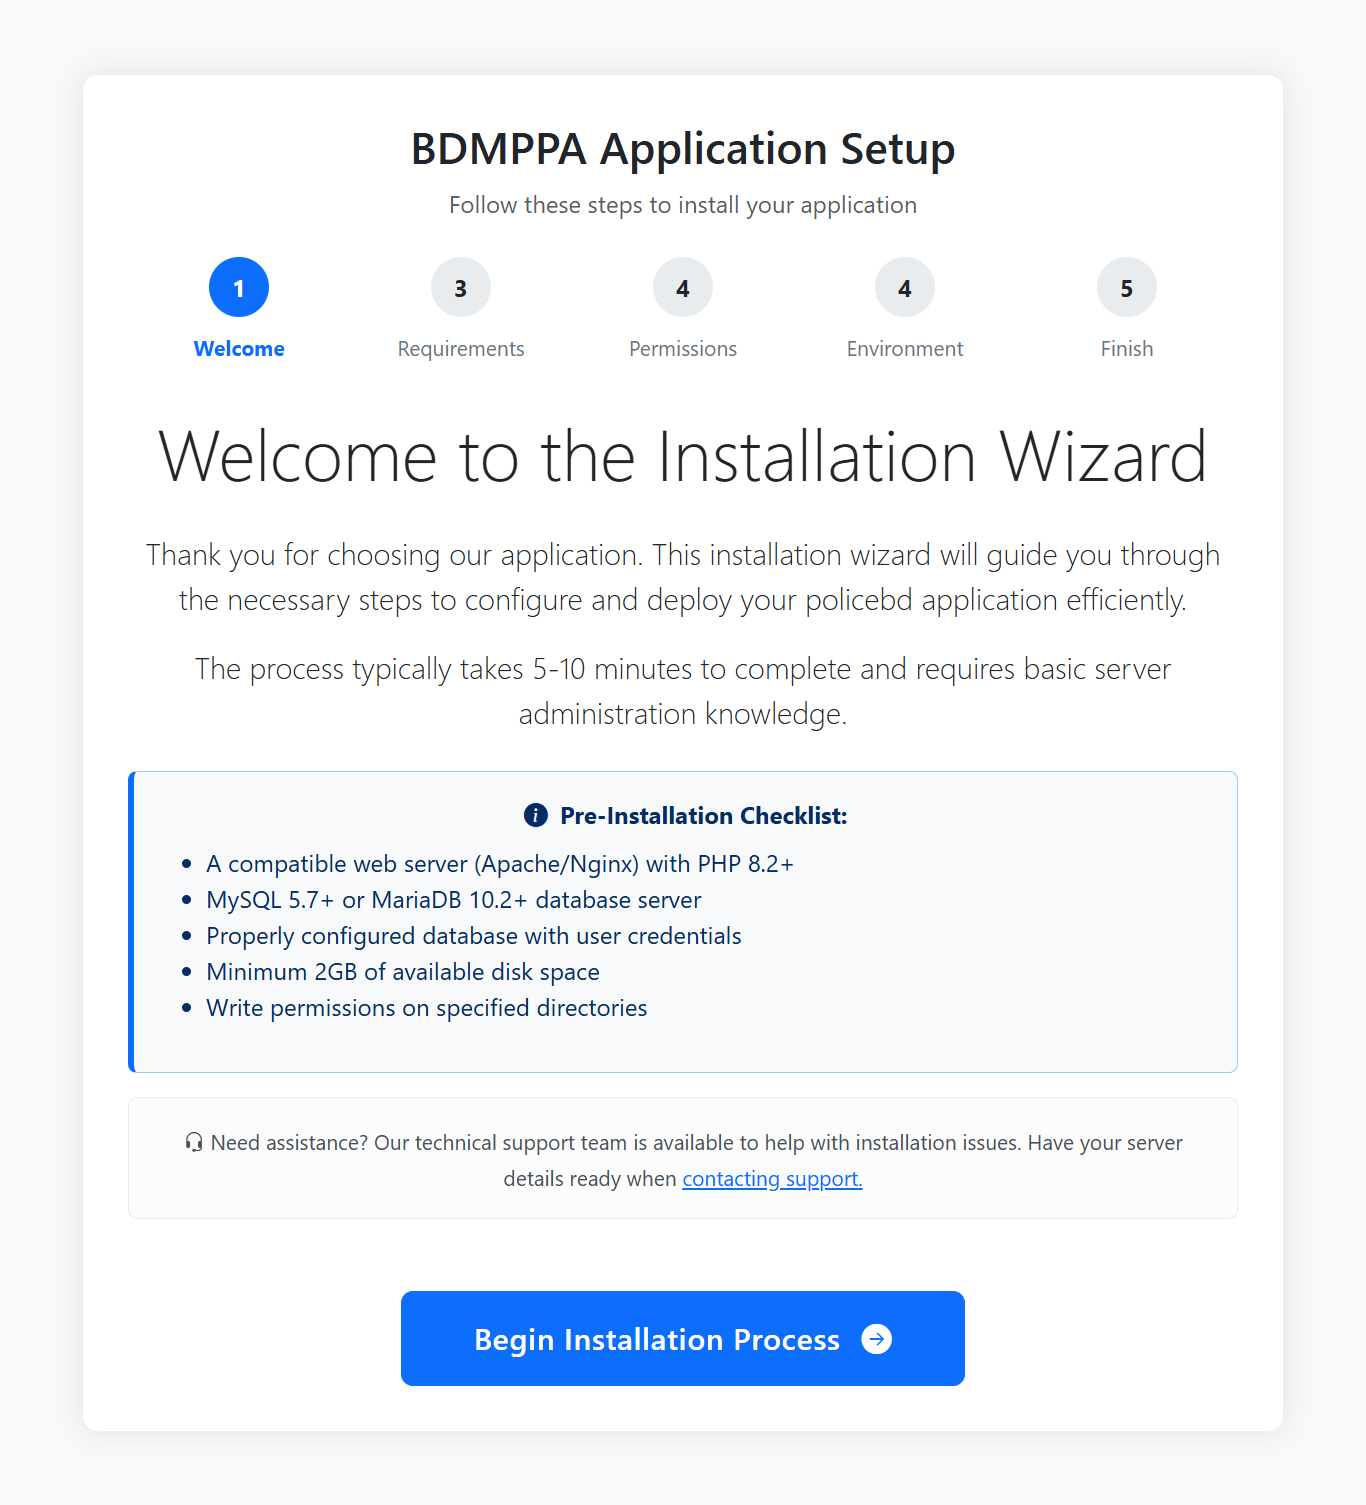 BDMPPA Application Setup
Follow these steps to install your application
1
3
4
4
5
Welcome
Requirements
Permissions
Environment
Finish
Welcome to the Installation Wizard
Thank you for choosing our application. This installation wizard will guide you through
the necessary steps to configure and deploy your policebd application efficiently.
The process typically takes 5-10 minutes to complete and requires basic server
administration knowledge.
Pre-Installation Checklist:
A compatible web server (Apache/Nginx) with PHP 8.2+
MySQL 5.7+ or MariaDB 10.2+ database server
Properly configured database with user credentials
Minimum 2GB of available disk space
Write permissions on specified directories
Need assistance? Our technical support team is available to help with installation issues. Have your server
details ready when contacting support.
Begin Installation Process